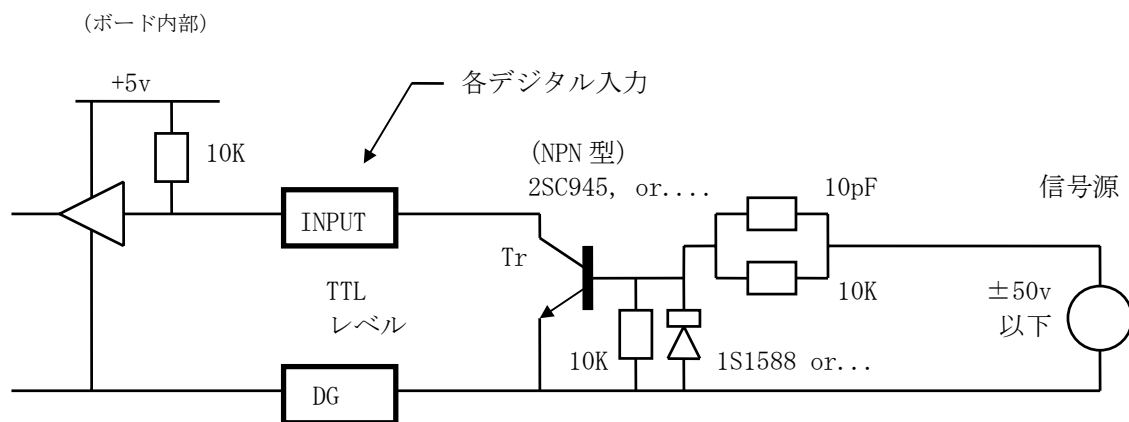 (ボード内部)
+5v
各デジタル入力
10K
(NPN 型)
2SC945, or....
10pF
信号源
INPUT
Tr
TTL
レベル
10K
±50v
以下
10K
1S1588 or...
DG